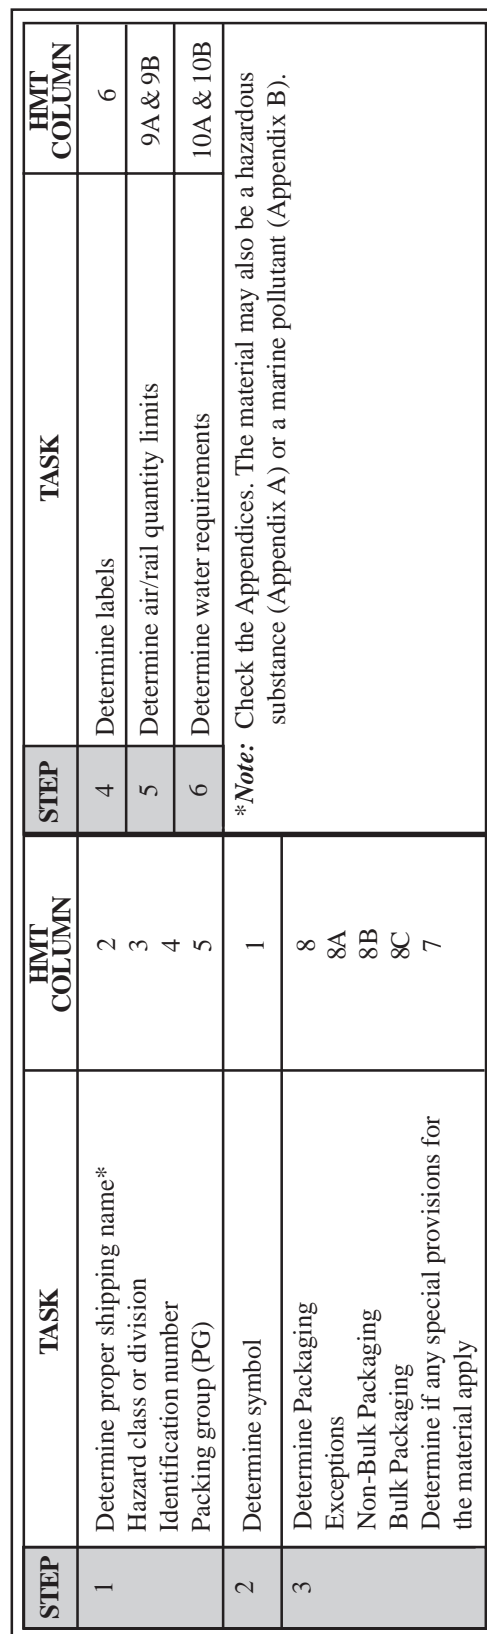 STEP TASK HMT COLUMN
1 Determine proper shipping name* 2
Hazard class or division 3
Identification number 4
Packing group (PG) 5
2 Determine symbol 1
3 Determine Packaging 8
Exceptions 8A
Non-Bulk Packaging 8B
Bulk Packaging 8C
Determine if any special provisions for 7
the material apply
STEP TASK HMT COLUMN
4 Determine labels 6
5 Determine air/rail quantity limits 9A & 9B
6 Determine water requirements 10A & 10B
*Note: Check the Appendices. The material may also be a hazardous
substance (Appendix A) or a marine pollutant (Appendix B).